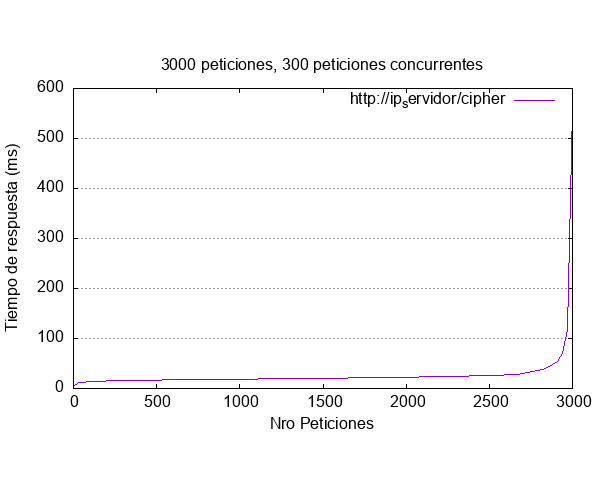 3000 peticiones, 300 peticiones concurrentes
http://ipservidor/cipher
600
500
400
300
200
100
0
Tiempo de respuesta (ms)
0 500 1000 1500 2000 2500 3000
Nro Peticiones